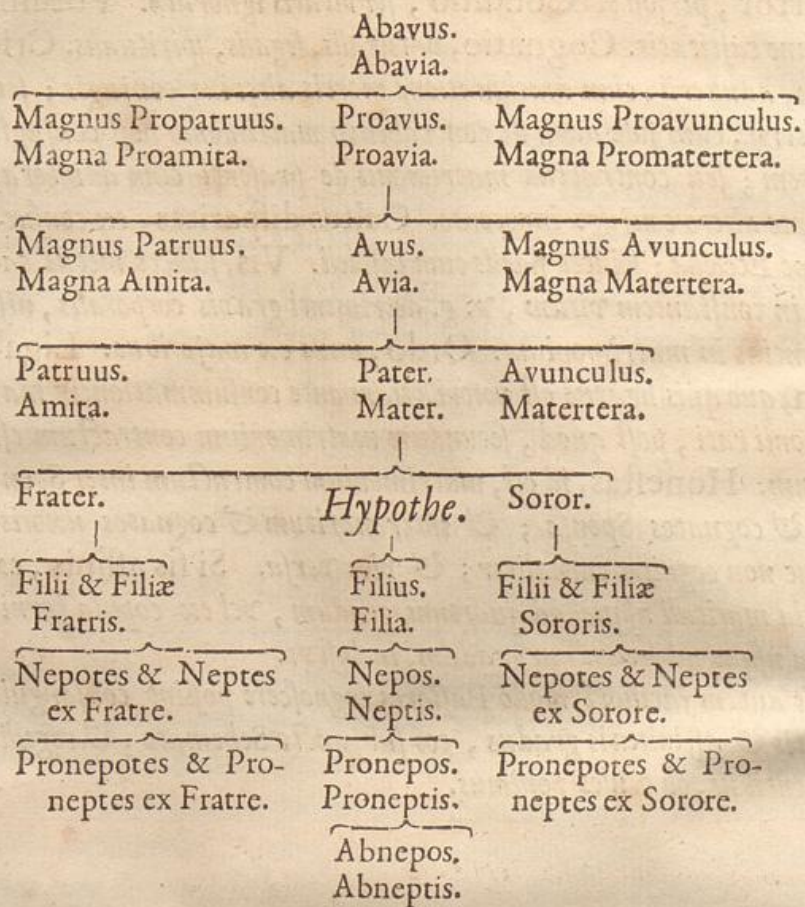 Abavus.
Abavia.
Magnus Propatruus. Proavus. Magnus Proavunculus.
Magna Proamita. Proavia. Magna Promatertera.
Magnus Patruus. Avus. Magnus Avunculus.
Magna Amita. Avia. Magna Matertera.
Patruus. Pater. Avunculus.
Amita. Mater. Matertera.
Frater. Hypothe. Soror.
Filii & Filiæ Filius. Filii & Filiæ
Fratris. Filia. Sororis.
Nepotes & Neptes Nepos. Nepotes & Neptes
ex Fratre. Neptis. ex Sorore.
Pronepotes & Pro- Pronepos. Pronepotes & Pro-
neptes ex Fratre. Proneptis. neptes ex Sorore.
Abnepos.
Abneptis.